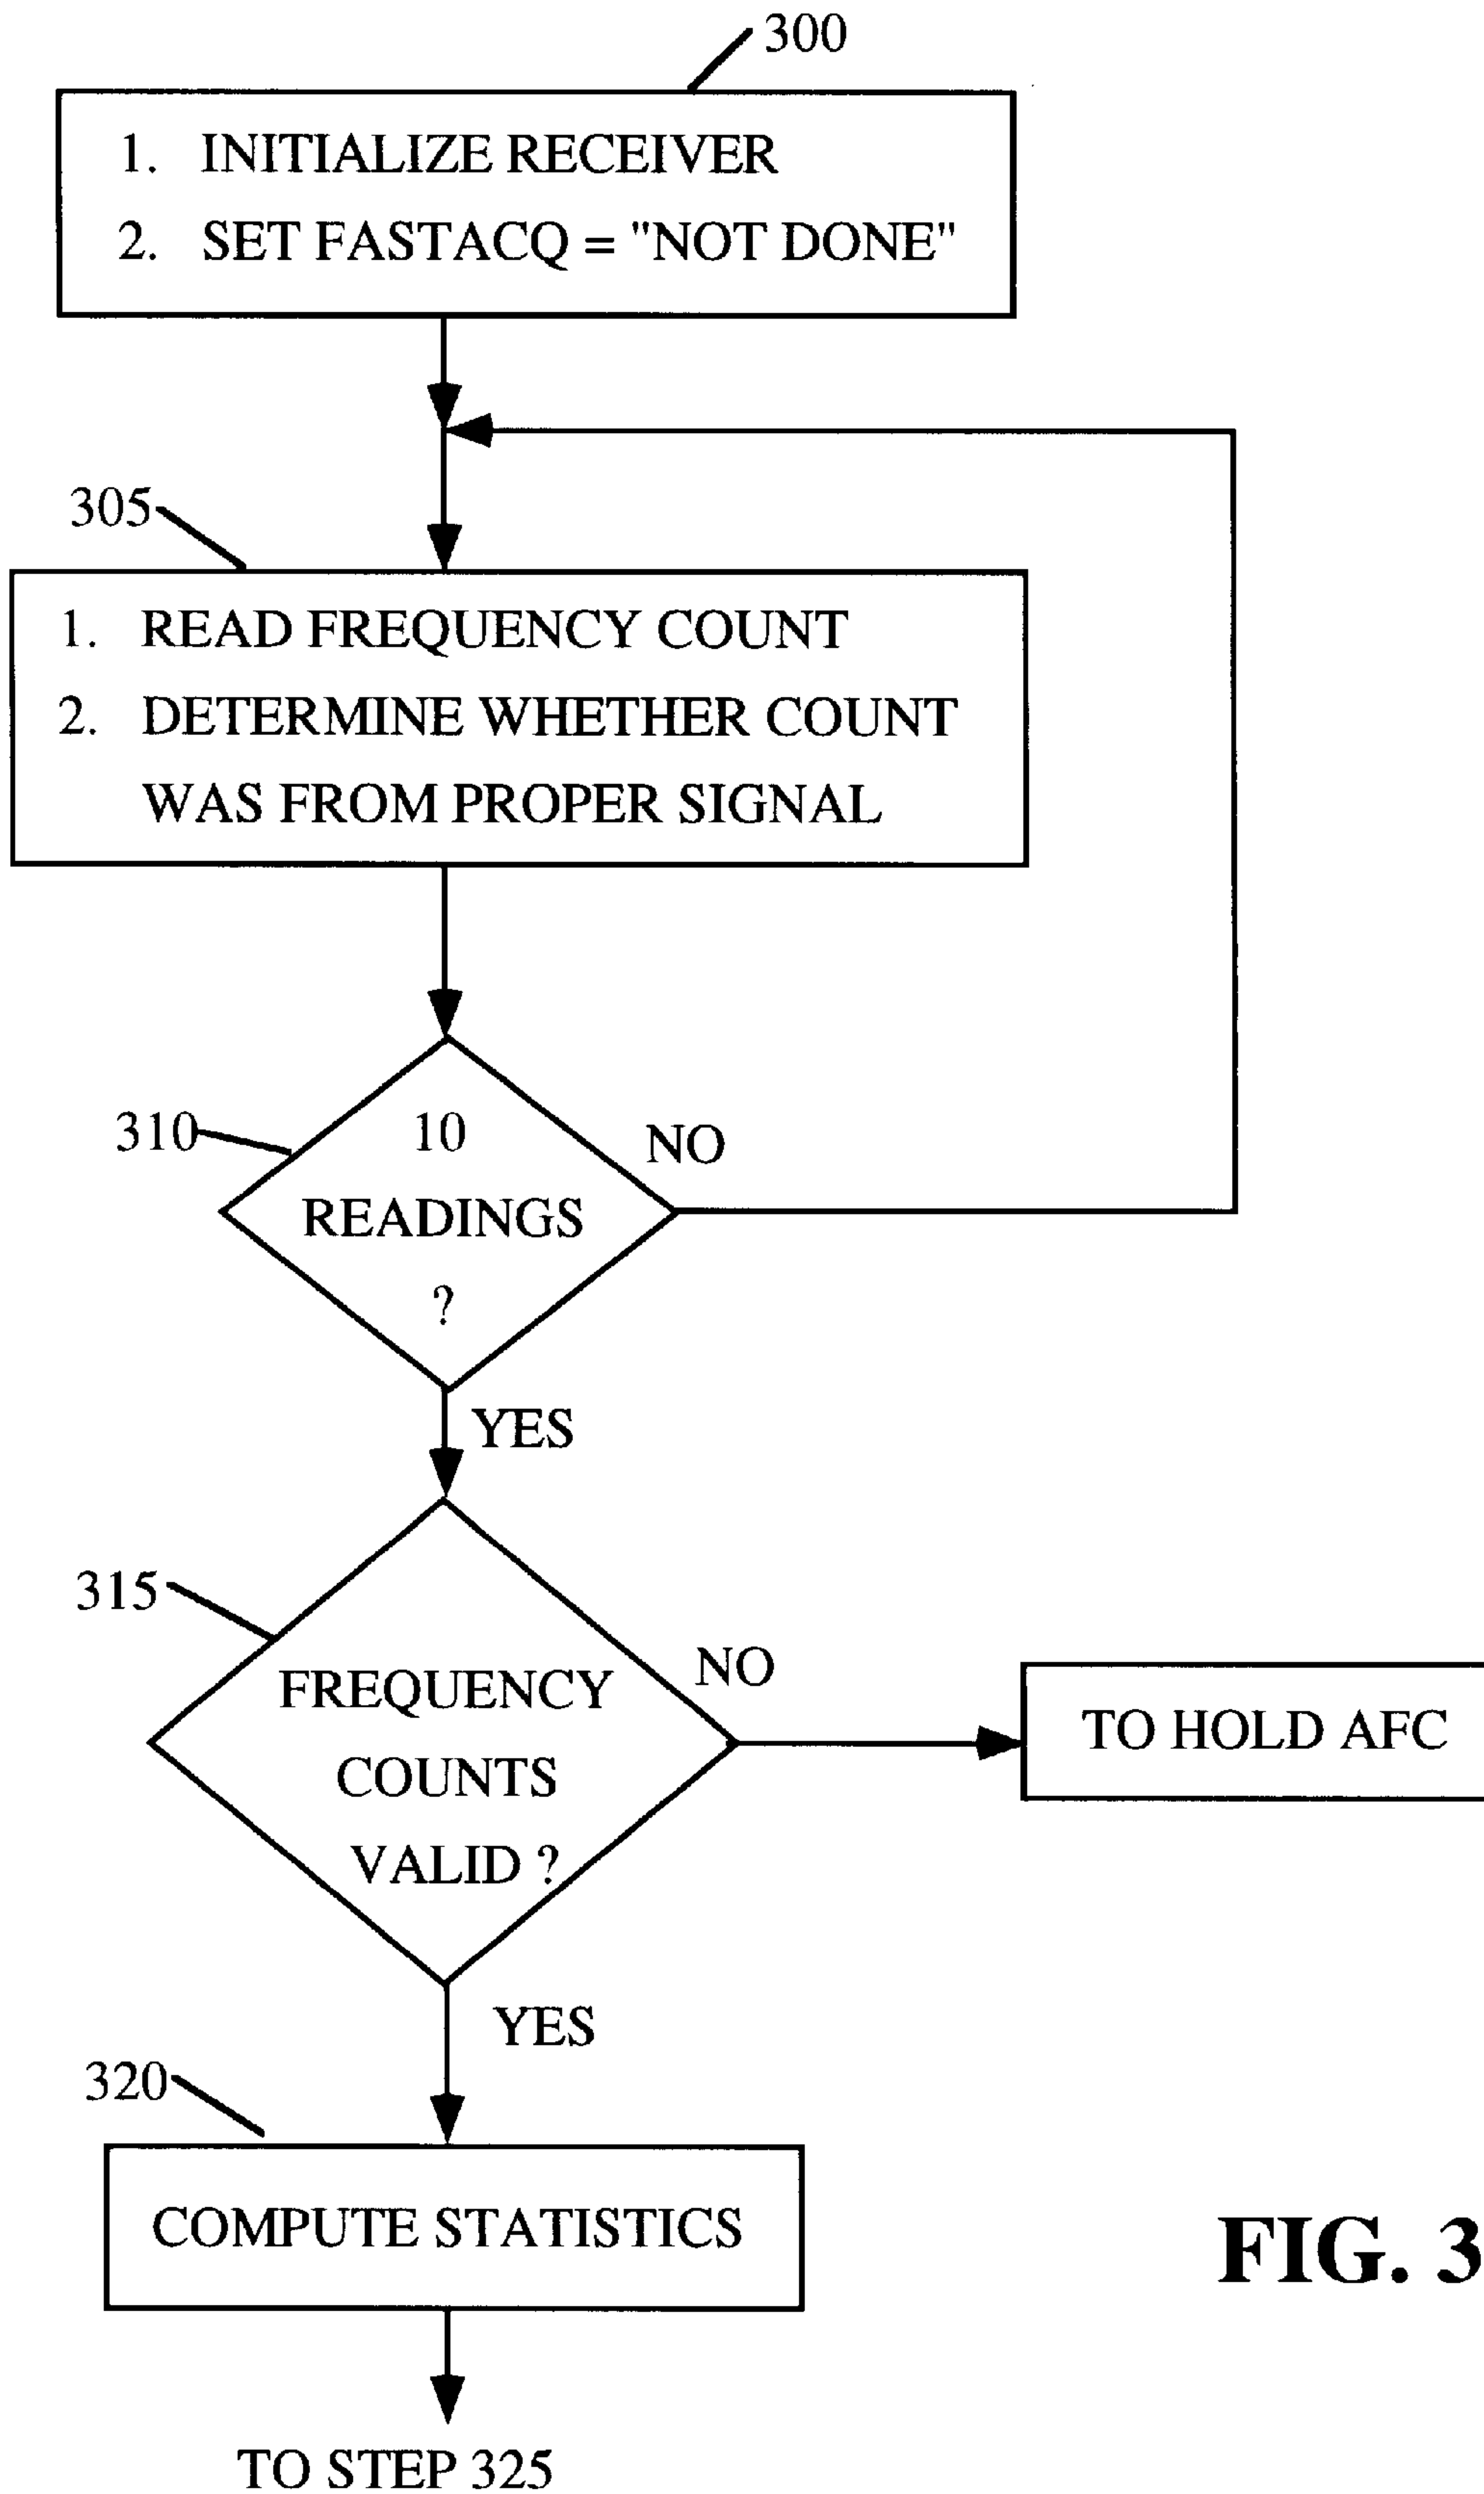 300
1. INITIALIZE RECEIVER
2. SET FASTACQ = "NOT DONE"
305
1. READ FREQUENCY COUNT
2. DETERMINE WHETHER COUNT
WAS FROM PROPER SIGNAL
310
10
READINGS
?
NO
YES
315
FREQUENCY
COUNTS
VALID ?
NO
TO HOLD AFC
YES
320
COMPUTE STATISTICS
FIG. 3
TO STEP 325